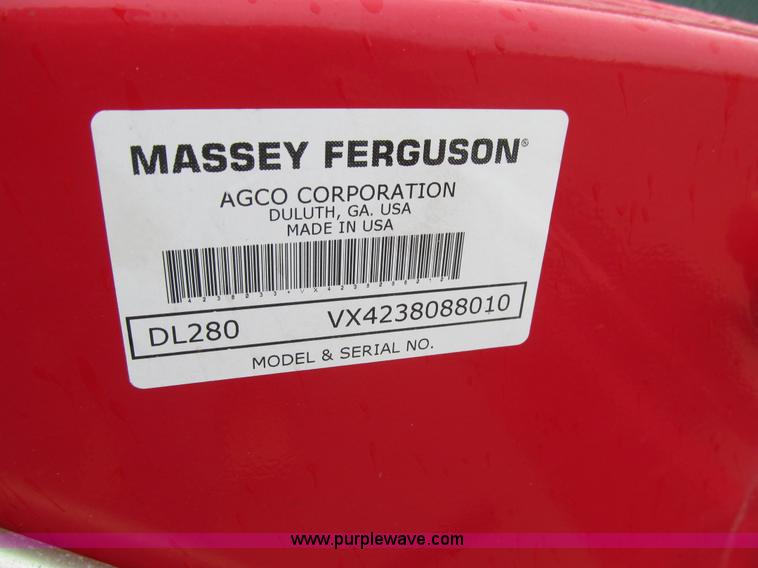 MASSEY FERGUSON®
AGCO CORPORATION
DULUTH, GA. USA
MADE IN USA
DL280 VX4238088010
MODEL & SERIAL NO.
www.purplewave.com